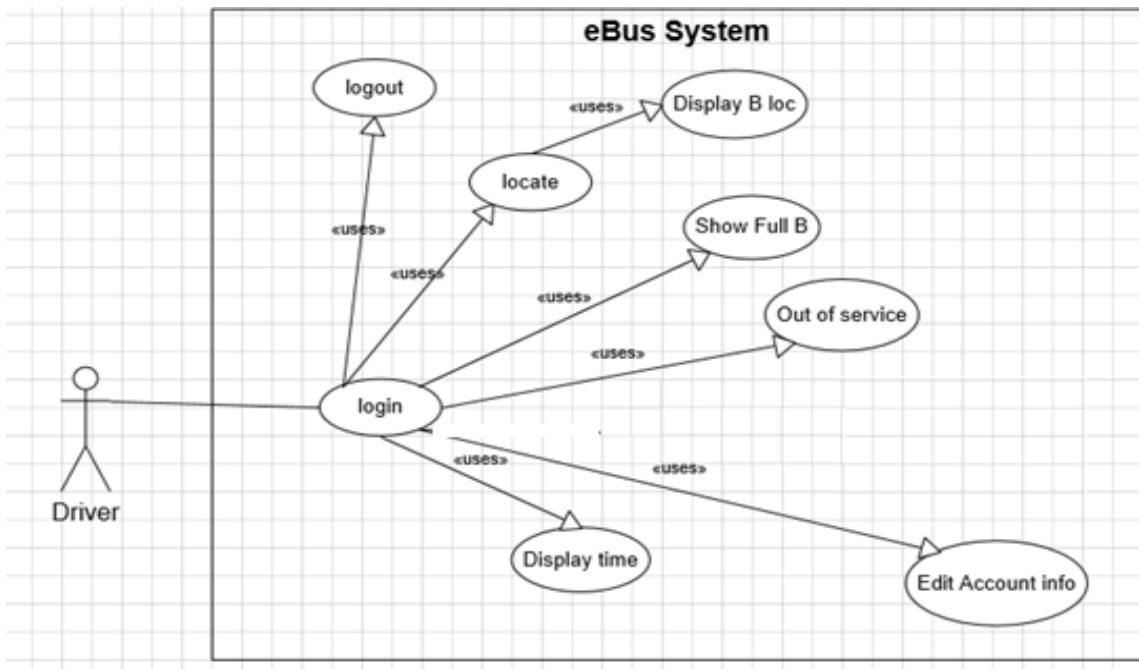 eBus System
logout
«uses»
Display B loc
locate
«uses»
«uses»
Show Full B
«uses»
Out of service
«uses»
login
«uses»
«uses»
Driver
Display time
Edit Account info